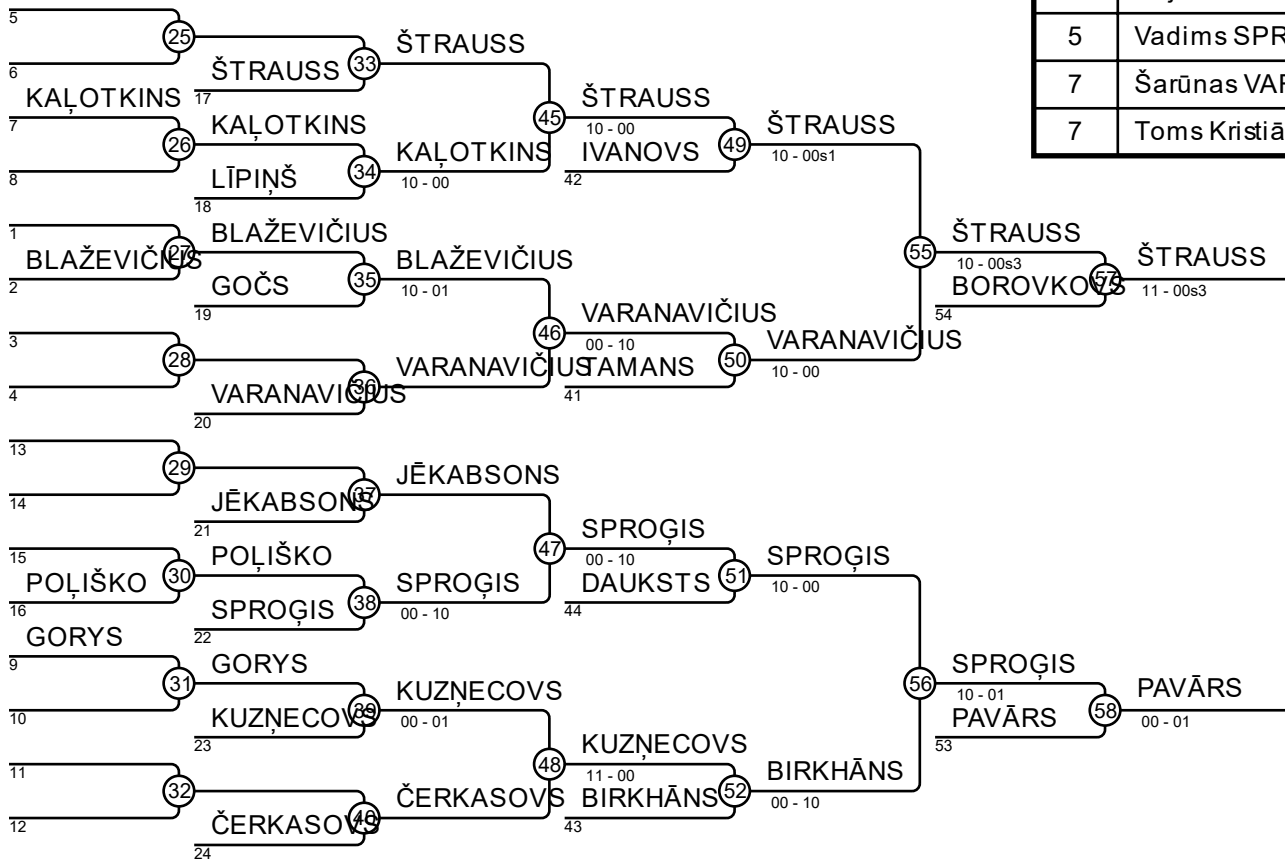 5
25
6
ŠTRAUSS
17
33
ŠTRAUSS
KAĻOTKINS
7
26
8
KAĻOTKINS
LĪPIŅŠ
18
34
KAĻOTKINS
10 - 00
45
ŠTRAUSS
10 - 00
IVANOVS
42
49
ŠTRAUSS
10 - 00s1
1
BLAŽEVIČIUS
2
27
BLAŽEVIČIUS
GOČS
19
35
BLAŽEVIČIUS
10 - 01
3
28
4
VARANAVIČIUS
20
36
VARANAVIČIUS
46
VARANAVIČIUS
00 - 10
TAMANS
41
50
VARANAVIČIUS
10 - 00
55
ŠTRAUSS
10 - 00s3
BOROVKOVS
54
57
ŠTRAUSS
11 - 00s3
13
29
14
JĒKABSONS
21
37
JĒKABSONS
15
POĻIŠKO
16
30
POĻIŠKO
SPROĢIS
22
38
SPROĢIS
00 - 10
47
SPROĢIS
00 - 10
DAUKSTS
44
51
SPROĢIS
10 - 00
GORYS
9
31
10
GORYS
KUZŅECOVS
23
39
KUZŅECOVS
00 - 01
11
32
12
ČERKASOVS
24
40
ČERKASOVS
48
KUZŅECOVS
11 - 00
BIRKHĀNS
43
52
BIRKHĀNS
00 - 10
56
SPROĢIS
10 - 01
PAVĀRS
53
58
PAVĀRS
00 - 01
5 Vadims SPR
7 Šarūnas VAR
7 Toms Kristiā